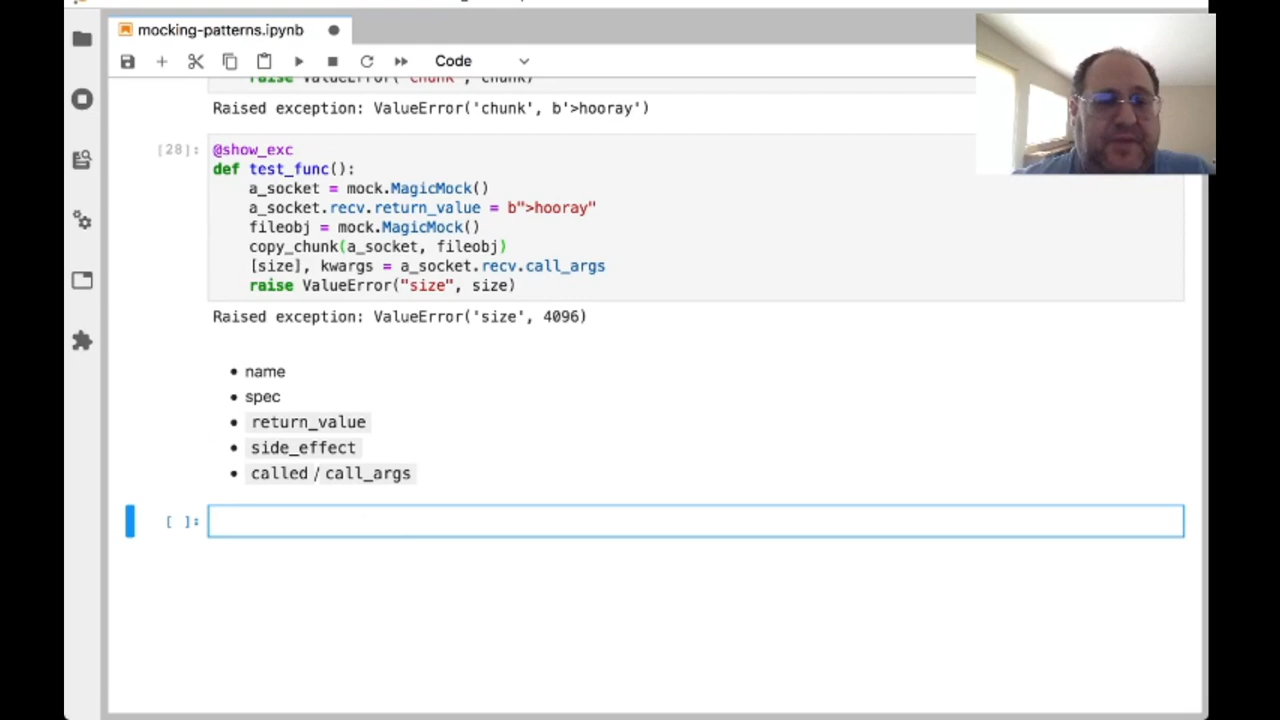 mocking-patterns.ipynb
Code
raise ValueError("chunk", chunk)
Raised exception: ValueError('chunk', b'>hooray')
[28]:
@show_exc
def test_func():
    a_socket = mock.MagicMock()
    a_socket.recv.return_value = b">hooray"
    fileobj = mock.MagicMock()
    copy_chunk(a_socket, fileobj)
    [size], kwargs = a_socket.recv.call_args
    raise ValueError("size", size)
Raised exception: ValueError('size', 4096)
• name
• spec
• return_value
• side_effect
• called / call_args
[ ]: